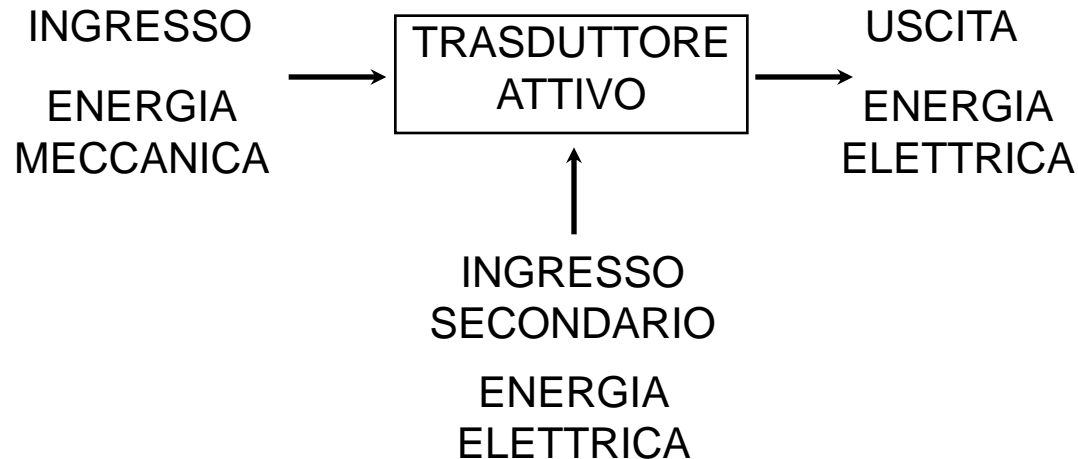 INGRESSO
ENERGIA
MECCANICA
TRASDUTTORE
ATTIVO
USCITA
ENERGIA
ELETTRICA
INGRESSO
SECONDARIO
ENERGIA
ELETTRICA